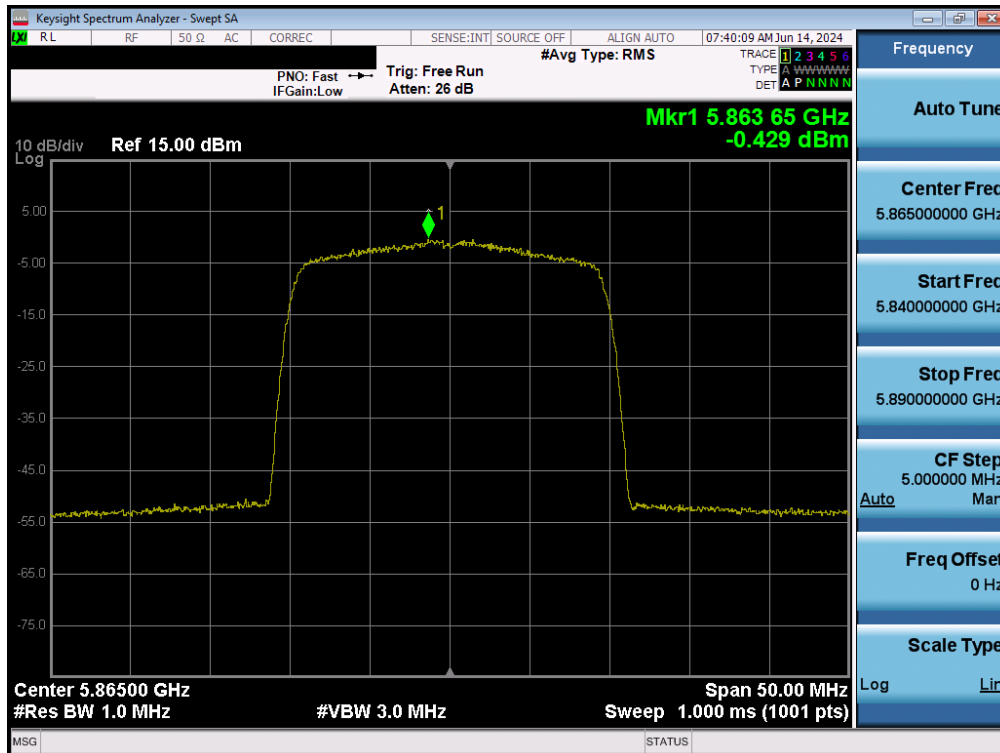 Keysight Spectrum Analyzer - Swept SA
LXI RL RF 50 Ω AC CORREC SENSE:INT SOURCE OFF ALIGN AUTO 07:40:09 AM Jun 14, 2024
PNO: Fast
IFGain:Low
Trig: Free Run
Atten: 26 dB
#Avg Type: RMS
TRACE 1 2 3 4 5 6
TYPE A WWWWW
DET A P N N N N
Mkr1 5.863 65 GHz
-0.429 dBm
10 dB/div
Log
Ref 15.00 dBm
1
5.00
-5.00
-15.0
-25.0
-35.0
-45.0
-55.0
-65.0
-75.0
Center 5.86500 GHz
Span 50.00 MHz
#Res BW 1.0 MHz
#VBW 3.0 MHz
Sweep 1.000 ms (1001 pts)
MSG
STATUS
Frequency
Auto Tune
Center Freq
5.865000000 GHz
Start Freq
5.840000000 GHz
Stop Freq
5.890000000 GHz
CF Step
5.000000 MHz
Auto Man
Freq Offset
0 Hz
Scale Type
Log Lin